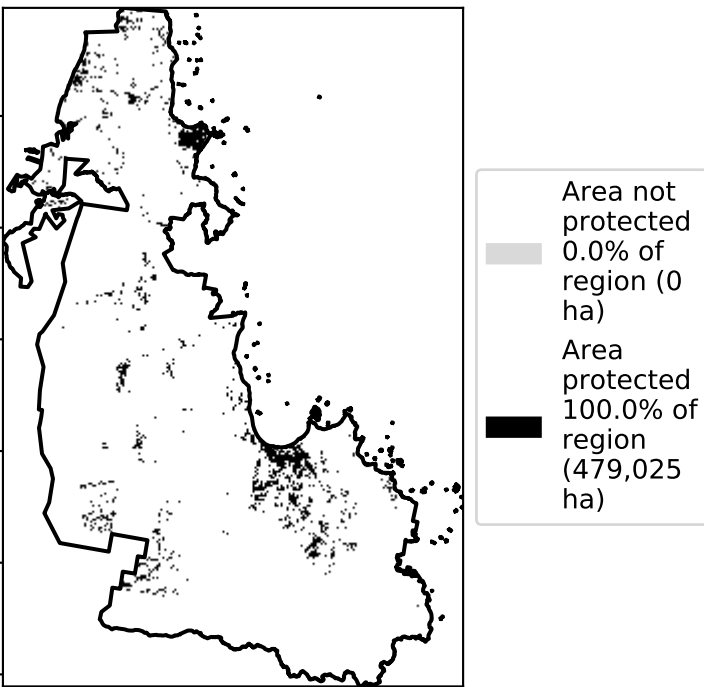 Area not
protected
0.0% of
region (0
ha)
Area
protected
100.0% of
region
(479,025
ha)